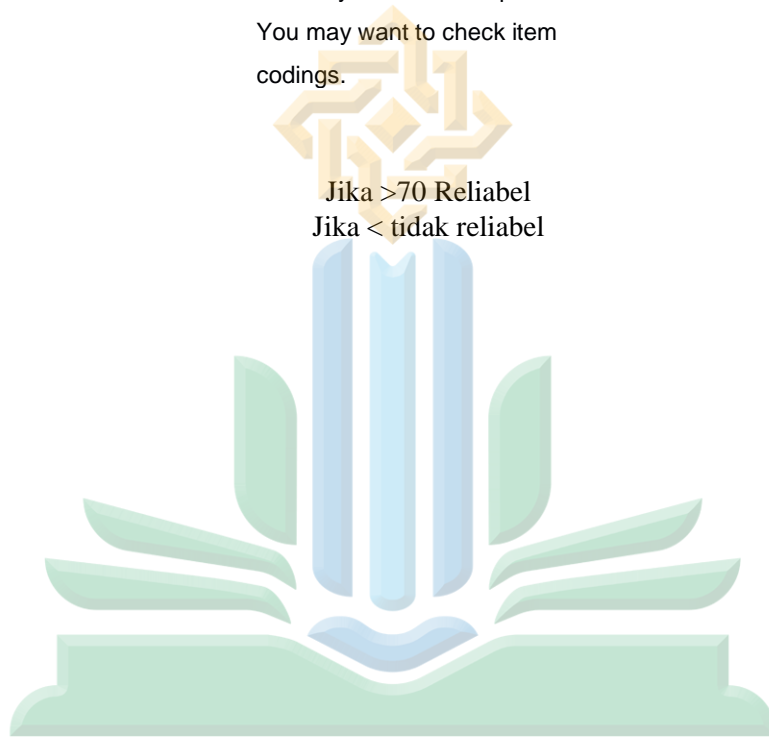 You may want to check item
codings.
Jika >70 Reliabel
Jika < tidak reliabel